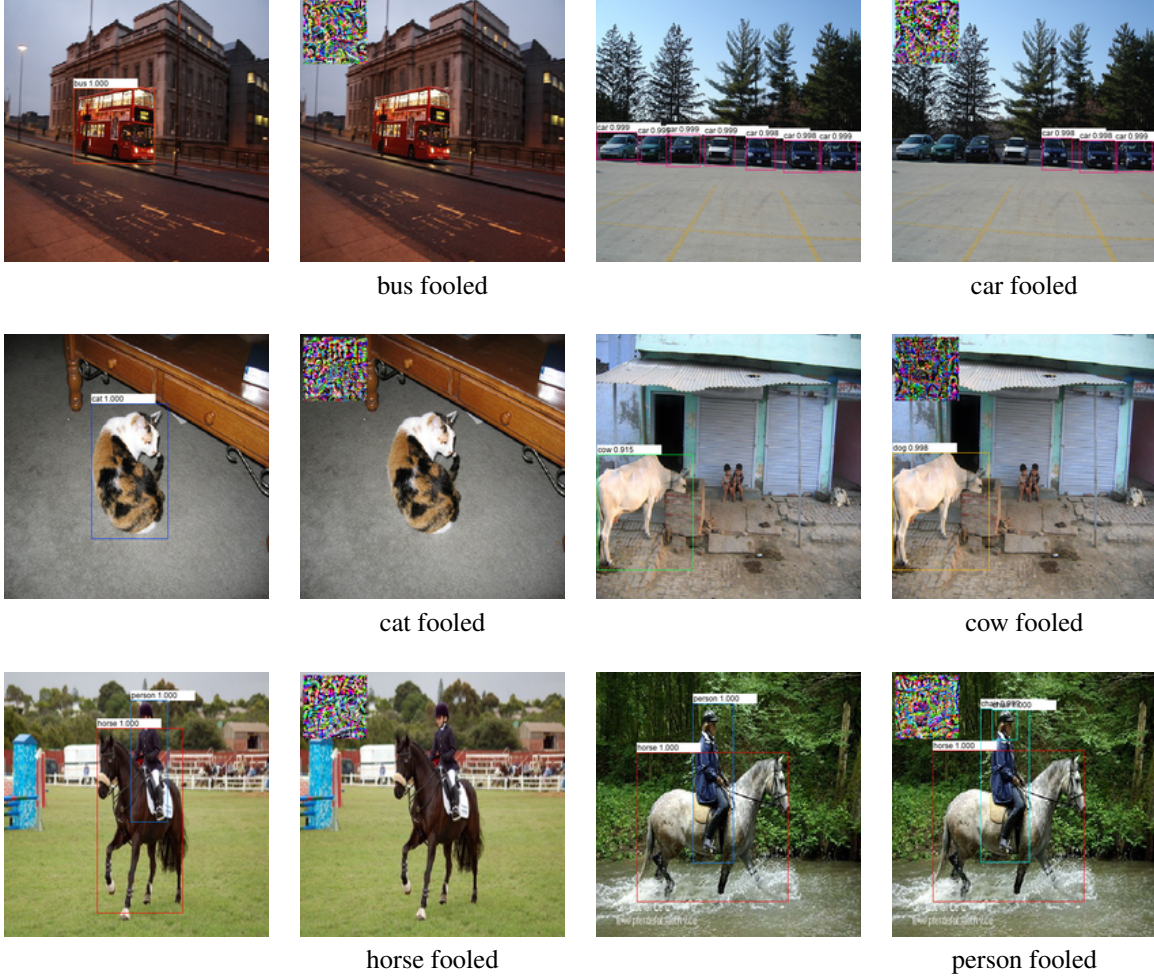 bus 1.000
car 0.999
car 0.999
car 0.999
car 0.998
car 0.998
car 0.999
car 0.998
car 0.998
car 0.999
bus fooled
car fooled
cat 1.000
cow 0.915
dog 0.998
cat fooled
cow fooled
person 1.000
horse 1.000
person 1.000
horse 1.000
1.000
horse 1.000
horse fooled
person fooled